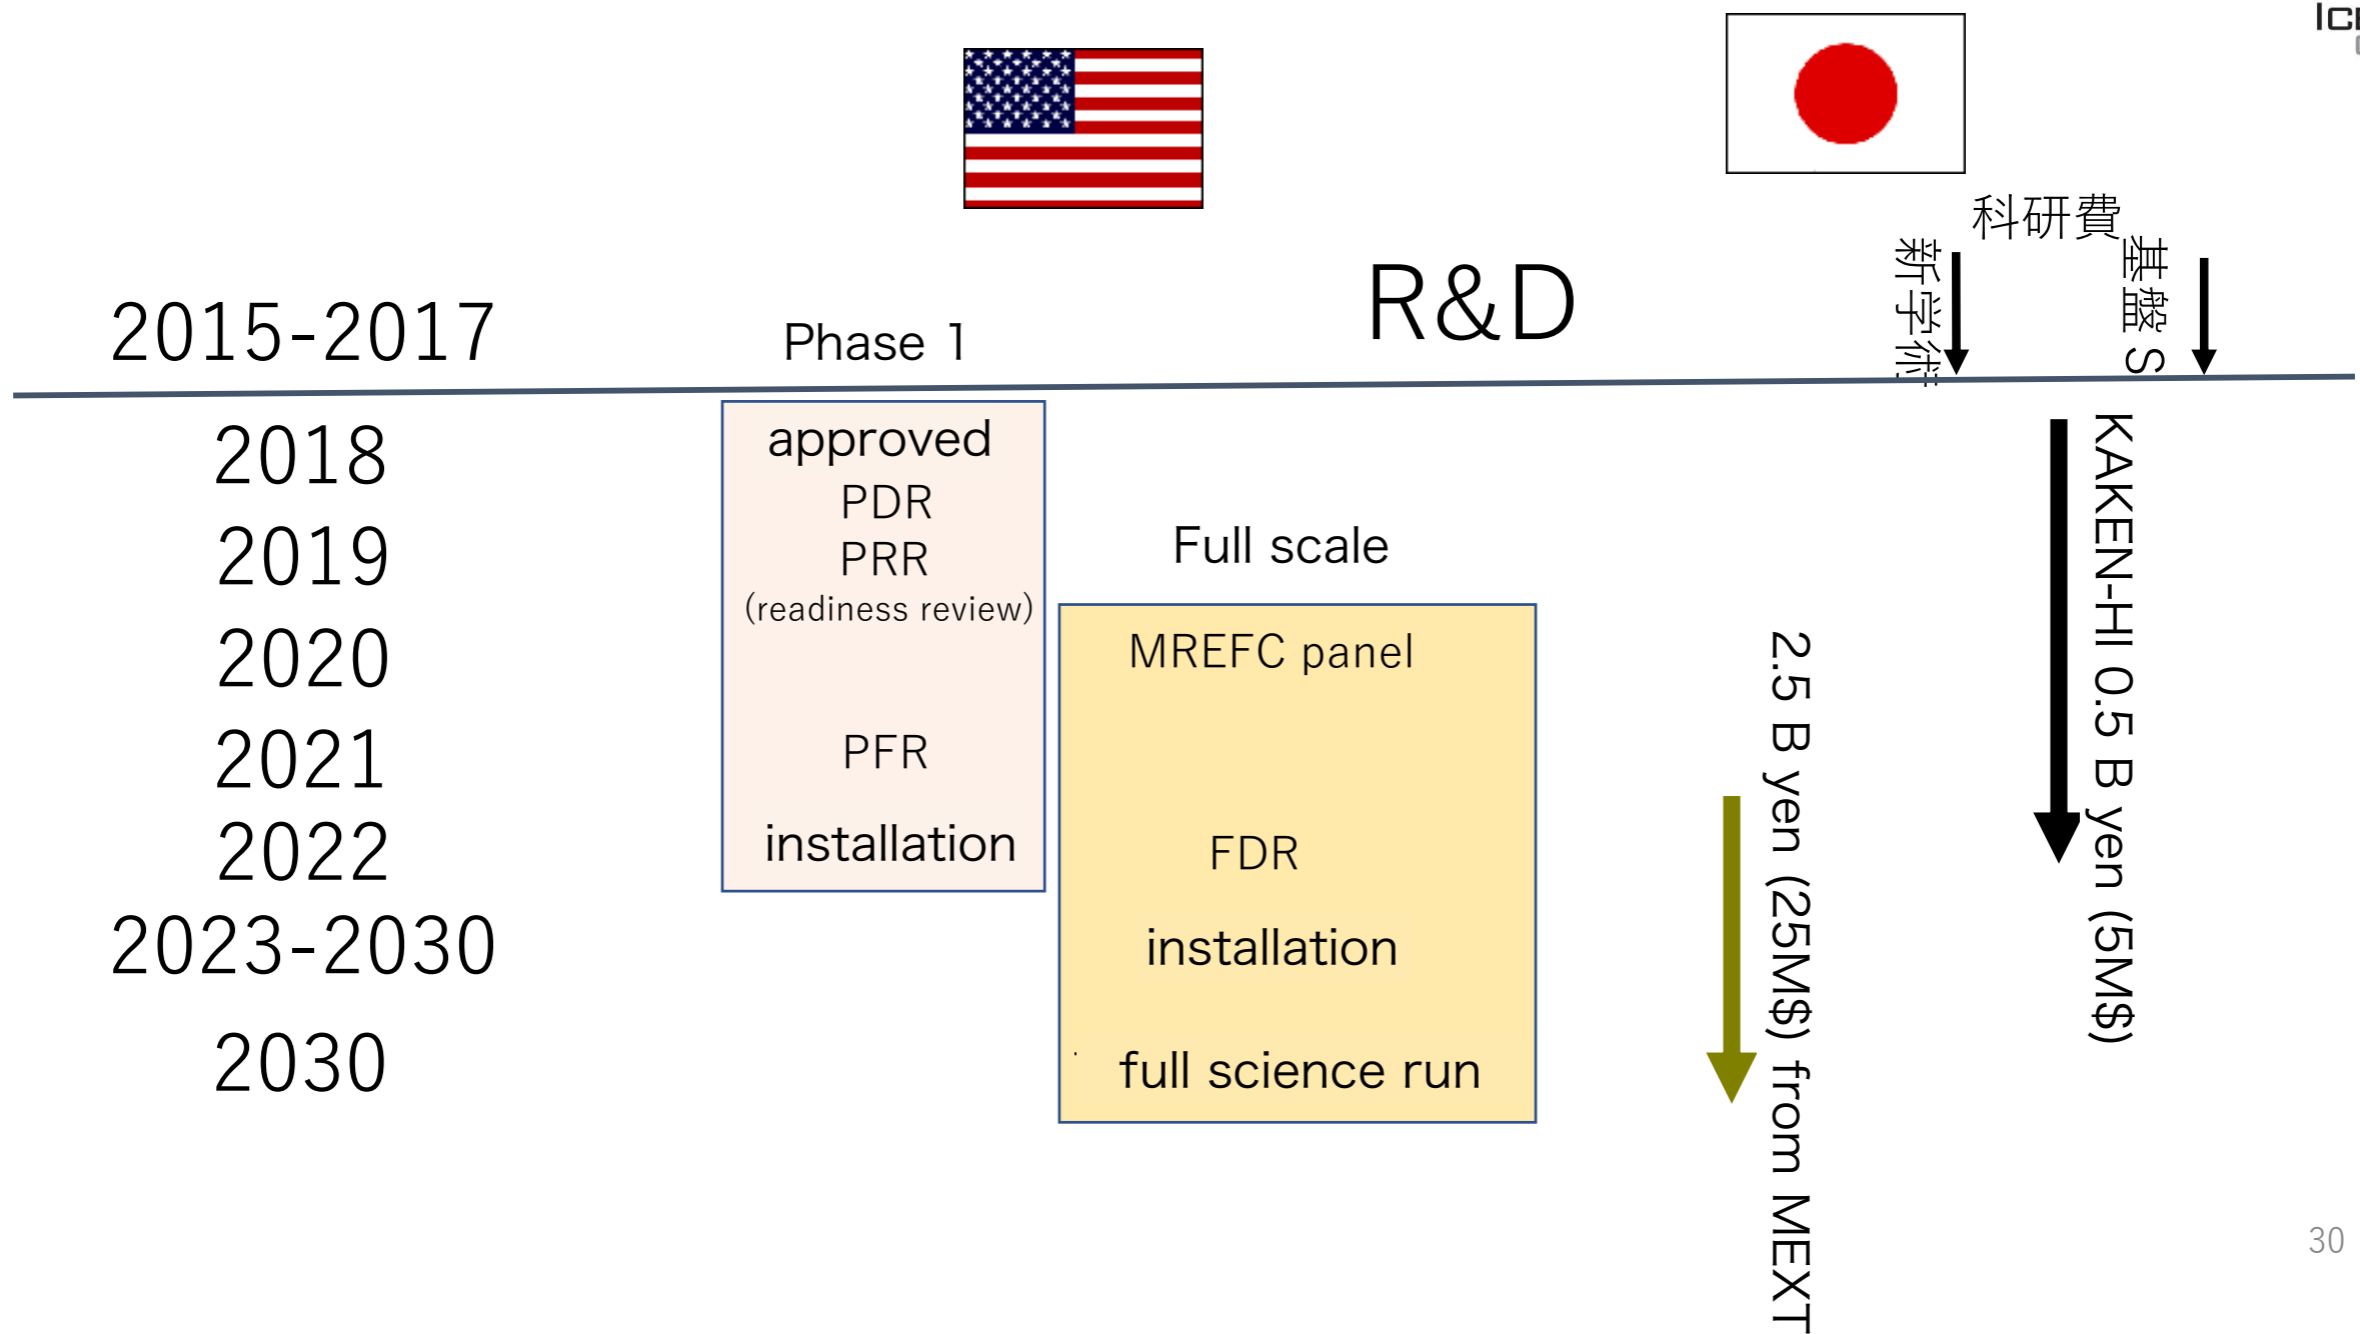 科研費
新学術
基盤 S
2015-2017
Phase 1
R&D
2018
approved
PDR
2019
PRR
(readiness review)
Full scale
2020
MREFC panel
2021
PFR
2022
installation
FDR
2023-2030
installation
2030
full science run
2.5 B yen (25M$) from MEXT
KAKEN-HI 0.5 B yen (5M$)
30